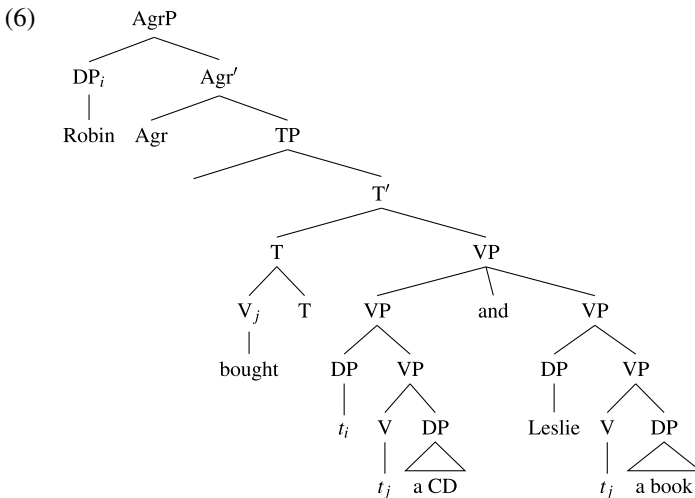 (6) AgrP
DPᵢ Agr′
Robin Agr TP
T′
T VP
Vⱼ T VP and VP
bought DP VP DP VP
tᵢ V DP Leslie V DP
tⱼ a CD tⱼ a book